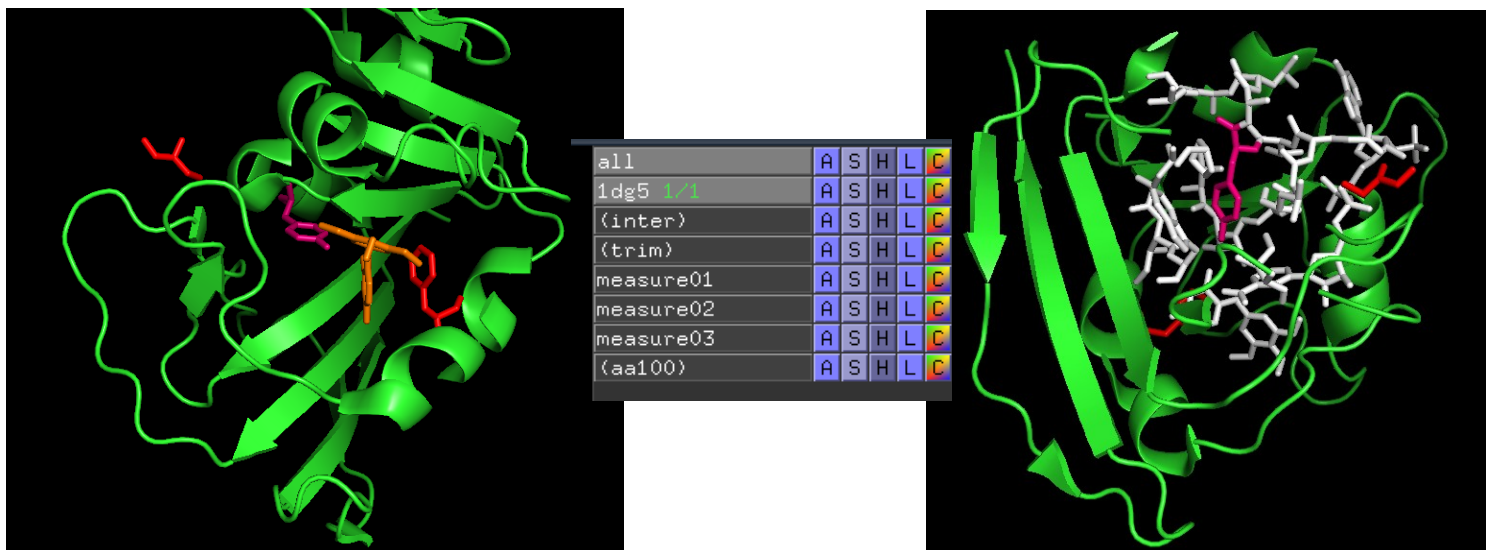 all A S H L C
1dg5 1/1 A S H L C
(inter) A S H L C
(trim) A S H L C
measure01 A S H L C
measure02 A S H L C
measure03 A S H L C
(aa100) A S H L C